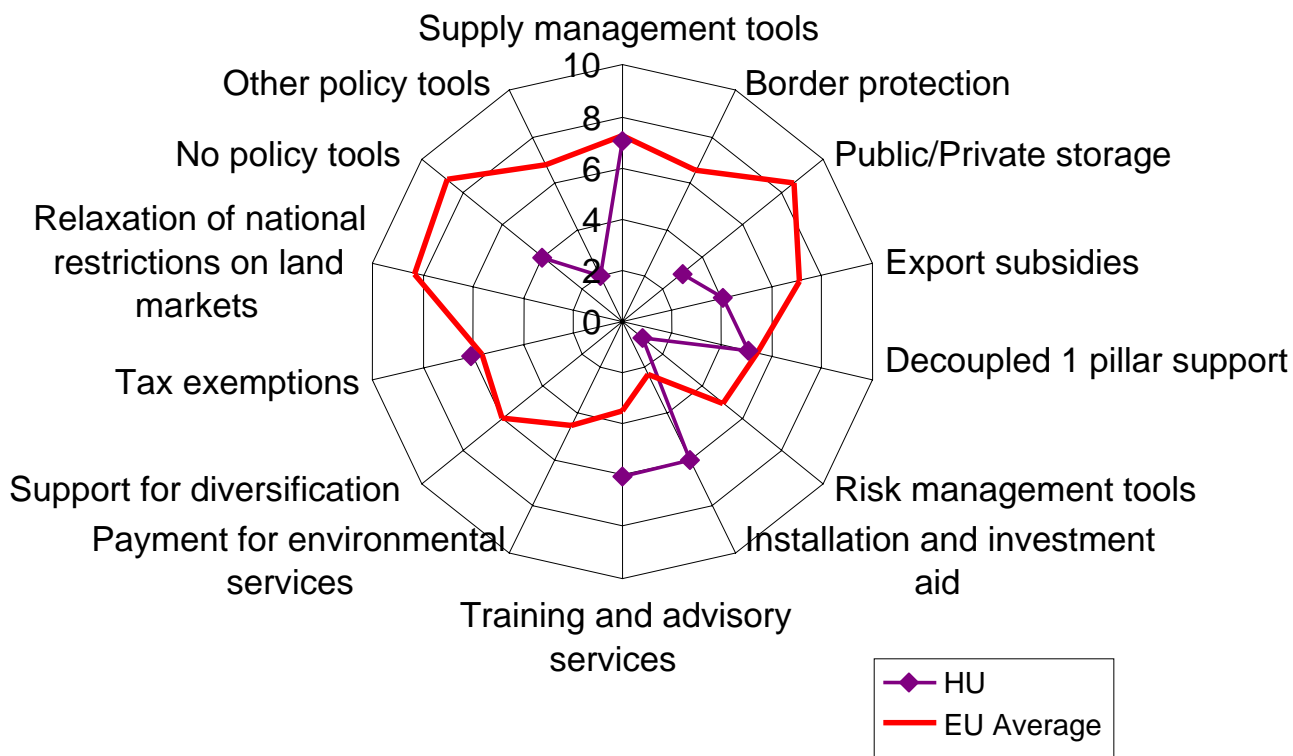 Supply management tools
Other policy tools
10
Border protection
8
No policy tools
Public/Private storage
6
Relaxation of national
restrictions on land
markets
4
Export subsidies
2
0
Decoupled 1 pillar support
Tax exemptions
Support for diversification
Risk management tools
Payment for environmental
services
Installation and investment
aid
Training and advisory
services
HU
EU Average